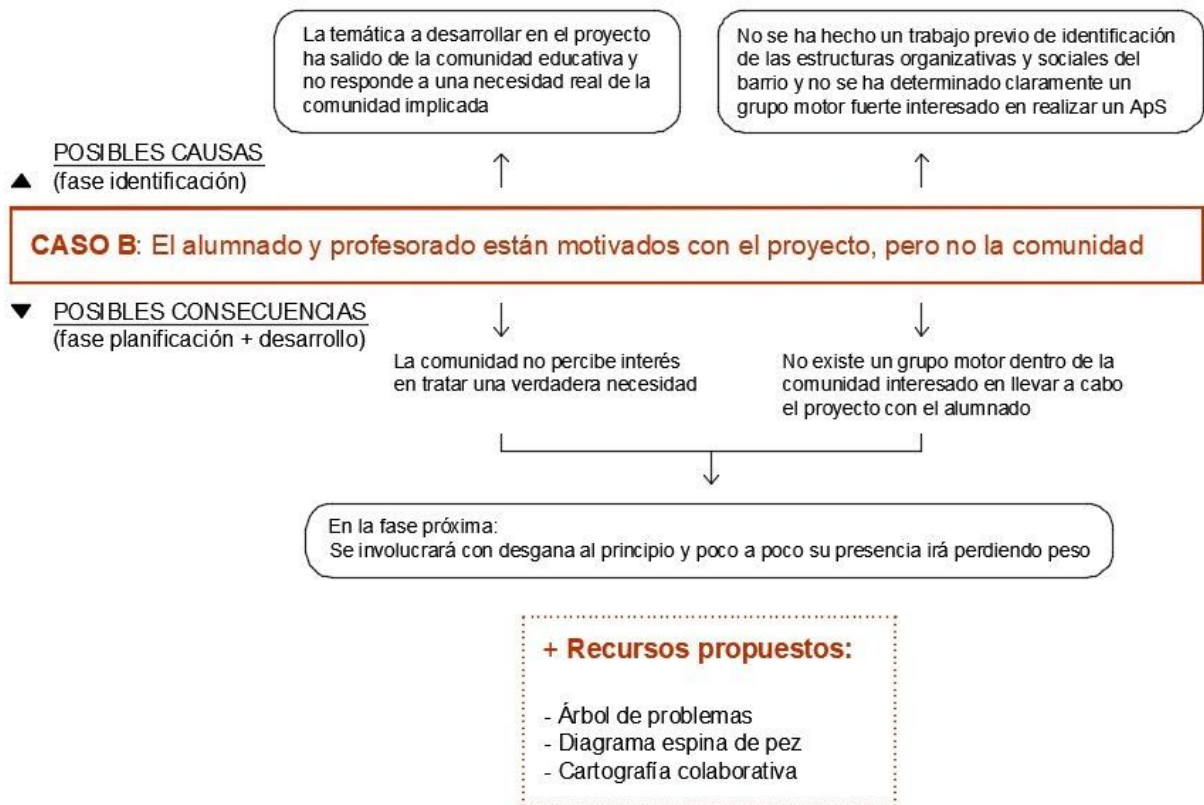 La temática a desarrollar en el proyecto
ha salido de la comunidad educativa y
no responde a una necesidad real de la
comunidad implicada
No se ha hecho un trabajo previo de identificación
de las estructuras organizativas y sociales del
barrio y no se ha determinado claramente un
grupo motor fuerte interesado en realizar un ApS
POSIBLES CAUSAS
(fase identificación)
CASO B: El alumnado y profesorado están motivados con el proyecto, pero no la comunidad
POSIBLES CONSECUENCIAS
(fase planificación + desarrollo)
La comunidad no percibe interés
en tratar una verdadera necesidad
No existe un grupo motor dentro de la
comunidad interesado en llevar a cabo
el proyecto con el alumnado
En la fase próxima:
Se involucrará con desgana al principio y poco a poco su presencia irá perdiendo peso
+ Recursos propuestos:
- Árbol de problemas
- Diagrama espina de pez
- Cartografía colaborativa